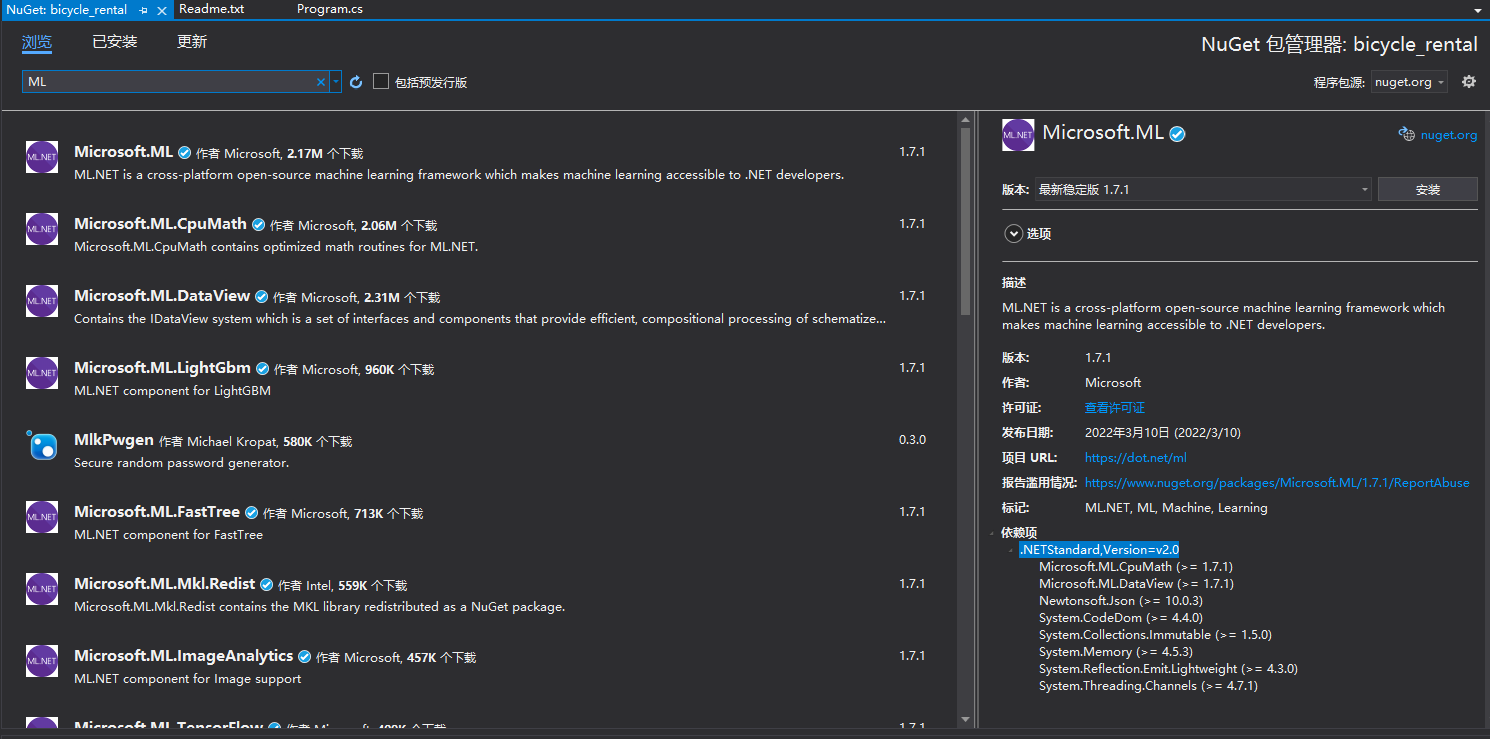 NuGet: bicycle_rental
Readme.txt
Program.cs
浏览
已安装
更新
NuGet 包管理器: bicycle_rental
ML
包括预发行版
程序包源: nuget.org
ML.NET
Microsoft.ML 作者 Microsoft, 2.17M 个下载
1.7.1
ML.NET is a cross-platform open-source machine learning framework which makes machine learning accessible to .NET developers.
ML.NET
Microsoft.ML.CpuMath 作者 Microsoft, 2.06M 个下载
1.7.1
Microsoft.ML.CpuMath contains optimized math routines for ML.NET.
ML.NET
Microsoft.ML.DataView 作者 Microsoft, 2.31M 个下载
1.7.1
Contains the IDataView system which is a set of interfaces and components that provide efficient, compositional processing of schematize...
ML.NET
Microsoft.ML.LightGbm 作者 Microsoft, 960K 个下载
1.7.1
ML.NET component for LightGBM
MlkPwgen 作者 Michael Kropat, 580K 个下载
0.3.0
Secure random password generator.
ML.NET
Microsoft.ML.FastTree 作者 Microsoft, 713K 个下载
1.7.1
ML.NET component for FastTree
ML.NET
Microsoft.ML.Mkl.Redist 作者 Intel, 559K 个下载
1.7.1
Microsoft.ML.Mkl.Redist contains the MKL library redistributed as a NuGet package.
ML.NET
Microsoft.ML.ImageAnalytics 作者 Microsoft, 457K 个下载
1.7.1
ML.NET component for Image support
Microsoft.ML.TensorFlow 作者 Microsoft, 个下载
1.7.1
ML.NET
Microsoft.ML
nuget.org
版本: 最新稳定版 1.7.1
安装
选项
描述
ML.NET is a cross-platform open-source machine learning framework which
makes machine learning accessible to .NET developers.
版本: 1.7.1
作者: Microsoft
许可证: 查看许可证
发布日期: 2022年3月10日 (2022/3/10)
项目 URL: https://dot.net/ml
报告滥用情况: https://www.nuget.org/packages/Microsoft.ML/1.7.1/ReportAbuse
标记: ML.NET, ML, Machine, Learning
依赖项
.NETStandard,Version=v2.0
Microsoft.ML.CpuMath (>= 1.7.1)
Microsoft.ML.DataView (>= 1.7.1)
Newtonsoft.Json (>= 10.0.3)
System.CodeDom (>= 4.4.0)
System.Collections.Immutable (>= 1.5.0)
System.Memory (>= 4.5.3)
System.Reflection.Emit.Lightweight (>= 4.3.0)
System.Threading.Channels (>= 4.7.1)